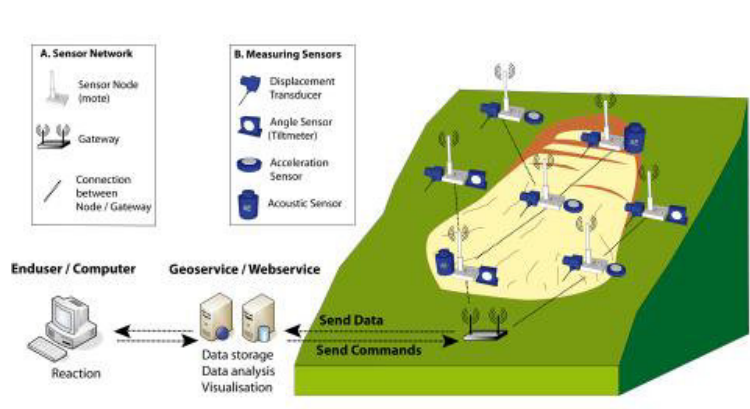 A. Sensor Network
Sensor Node
(mote)
Gateway
Connection
between
Node / Gateway
B. Measuring Sensors
Displacement
Transducer
Angle Sensor
(Tiltmeter)
Acceleration
Sensor
Acoustic Sensor
Enduser / Computer
Reaction
Geoservice / Webservice
Data storage
Data analysis
Visualisation
Send Data
Send Commands